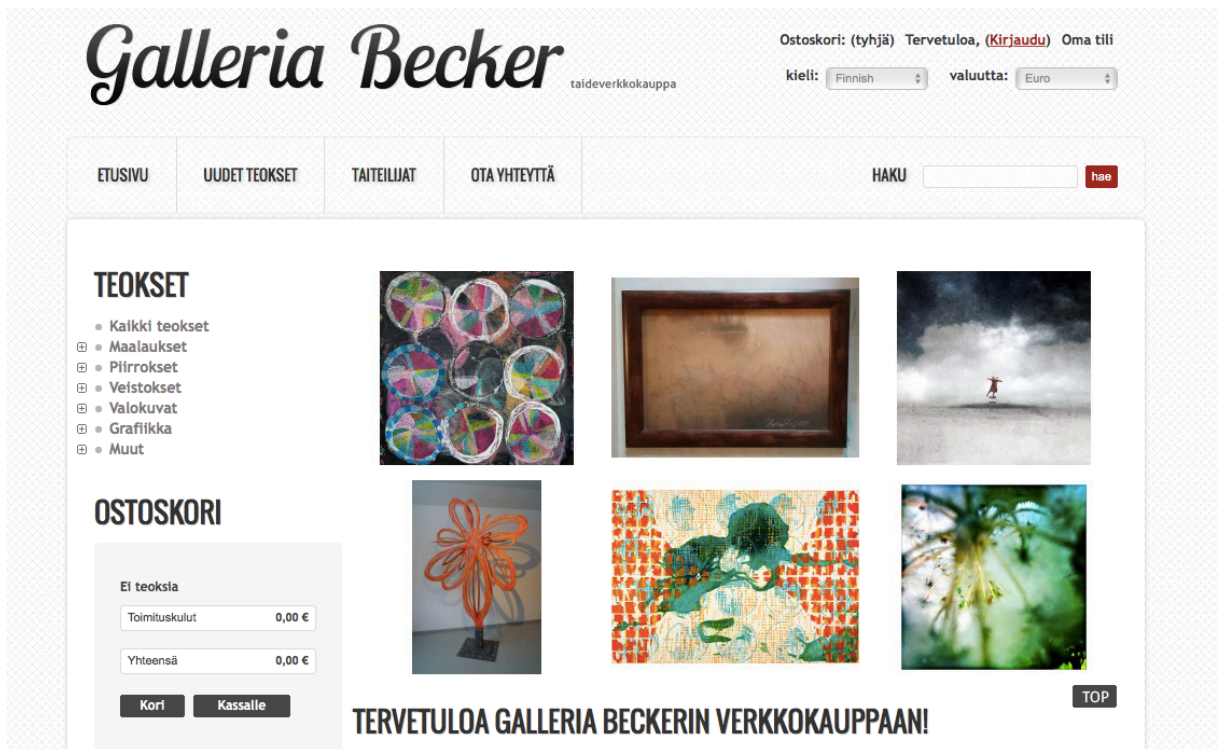 Galleria Becker
taideverkkokauppa
Ostoskori: (tyhjä) Tervetuloa, (Kirjaudu) Oma tili
kieli: Finnish valuutta: Euro
ETUSIVU UUDET TEOKSET TAITEILIJAT OTA YHTEYTTÄ HAKU hae
TEOKSET
Kaikki teokset
Maalaukset
Piirrokset
Veistokset
Valokuvat
Grafiikka
Muut
OSTOSKORI
Ei teoksia
Toimituskulut 0,00 €
Yhteensä 0,00 €
Kori Kassalle
TOP
TERVETULOA GALLERIA BECKERIN VERKKOKAUPPAAN!